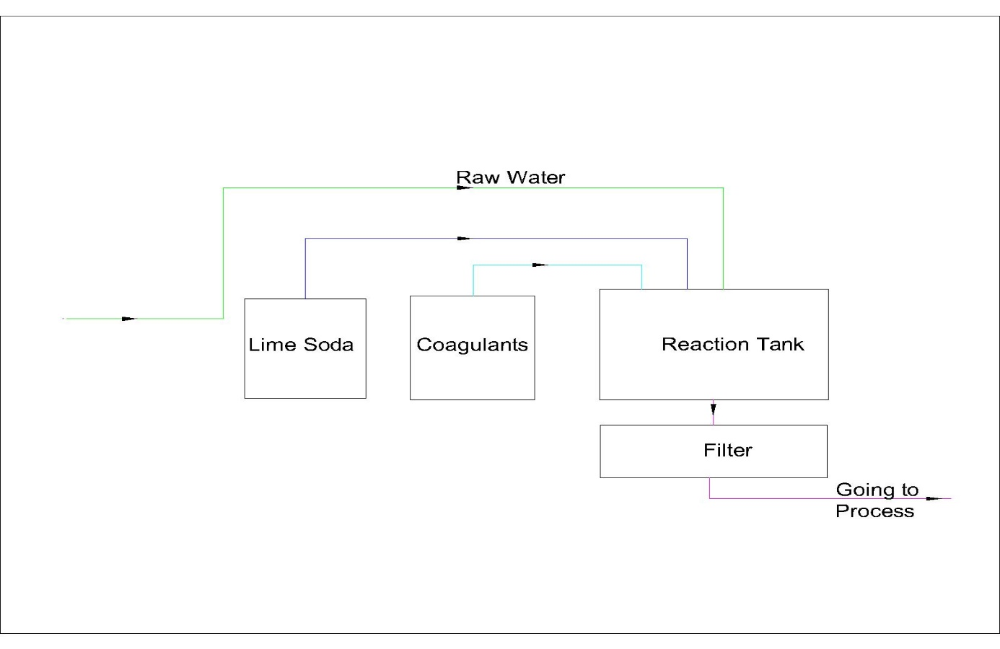 Raw Water
Lime Soda
Coagulants
Reaction Tank
Filter
Going to
Process